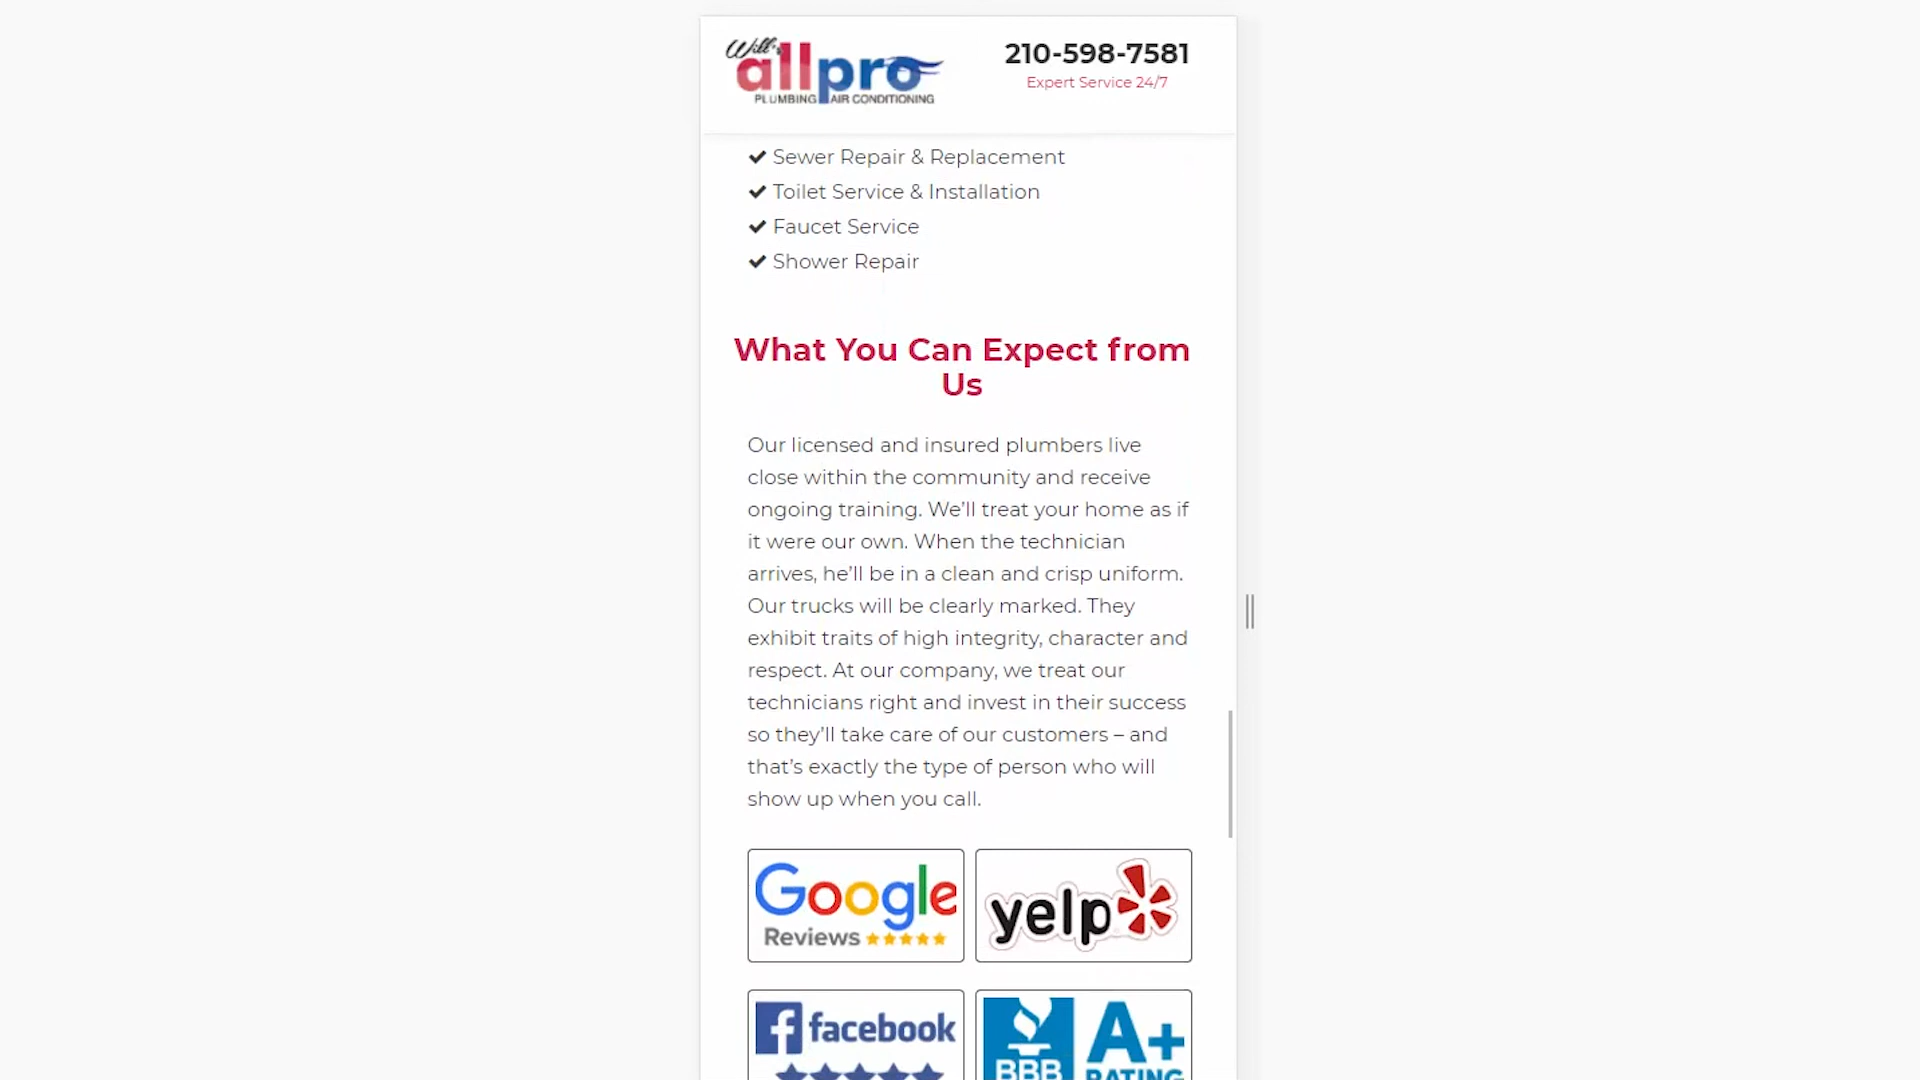 Will's
allpro
PLUMBING AIR CONDITIONING
210-598-7581
Expert Service 24/7
Sewer Repair & Replacement
Toilet Service & Installation
Faucet Service
Shower Repair
What You Can Expect from
Us
Our licensed and insured plumbers live
close within the community and receive
ongoing training. We’ll treat your home as if
it were our own. When the technician
arrives, he’ll be in a clean and crisp uniform.
Our trucks will be clearly marked. They
exhibit traits of high integrity, character and
respect. At our company, we treat our
technicians right and invest in their success
so they’ll take care of our customers – and
that’s exactly the type of person who will
show up when you call.
Google
Reviews
yelp
facebook
BBB
A+
RATING